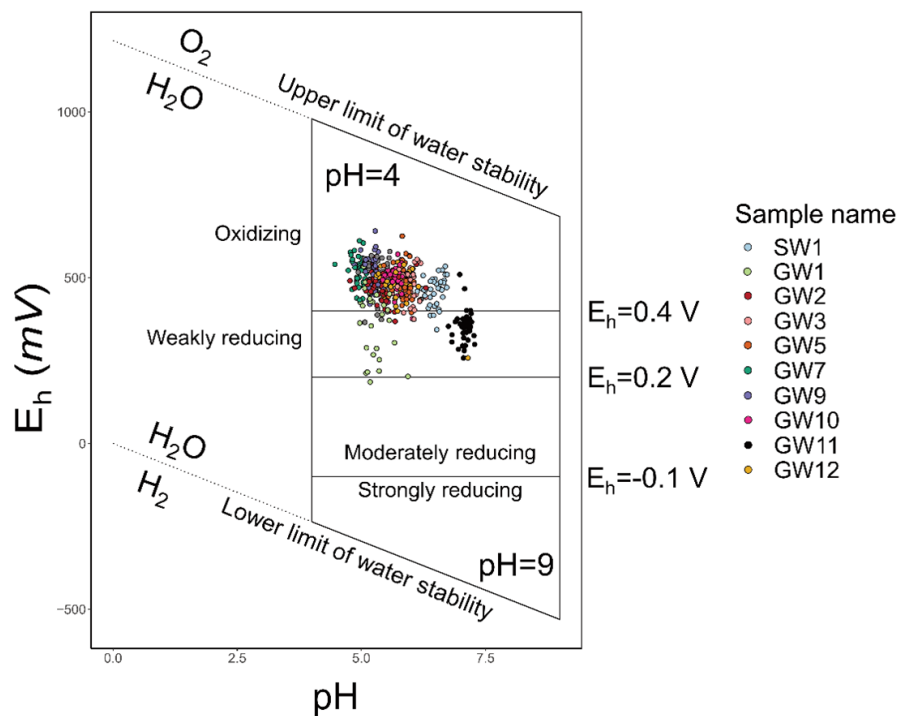 O₂
H₂O
Upper limit of water stability
1000
pH=4
Oxidizing
500
Eₕ=0.4 V
Weakly reducing
Eₕ=0.2 V
Eₕ (mV)
H₂O
0
H₂
Moderately reducing
Eₕ=-0.1 V
Strongly reducing
Lower limit of water stability
pH=9
−500
0.0 2.5 5.0 7.5
pH
Sample name
SW1
GW1
GW2
GW3
GW5
GW7
GW9
GW10
GW11
GW12